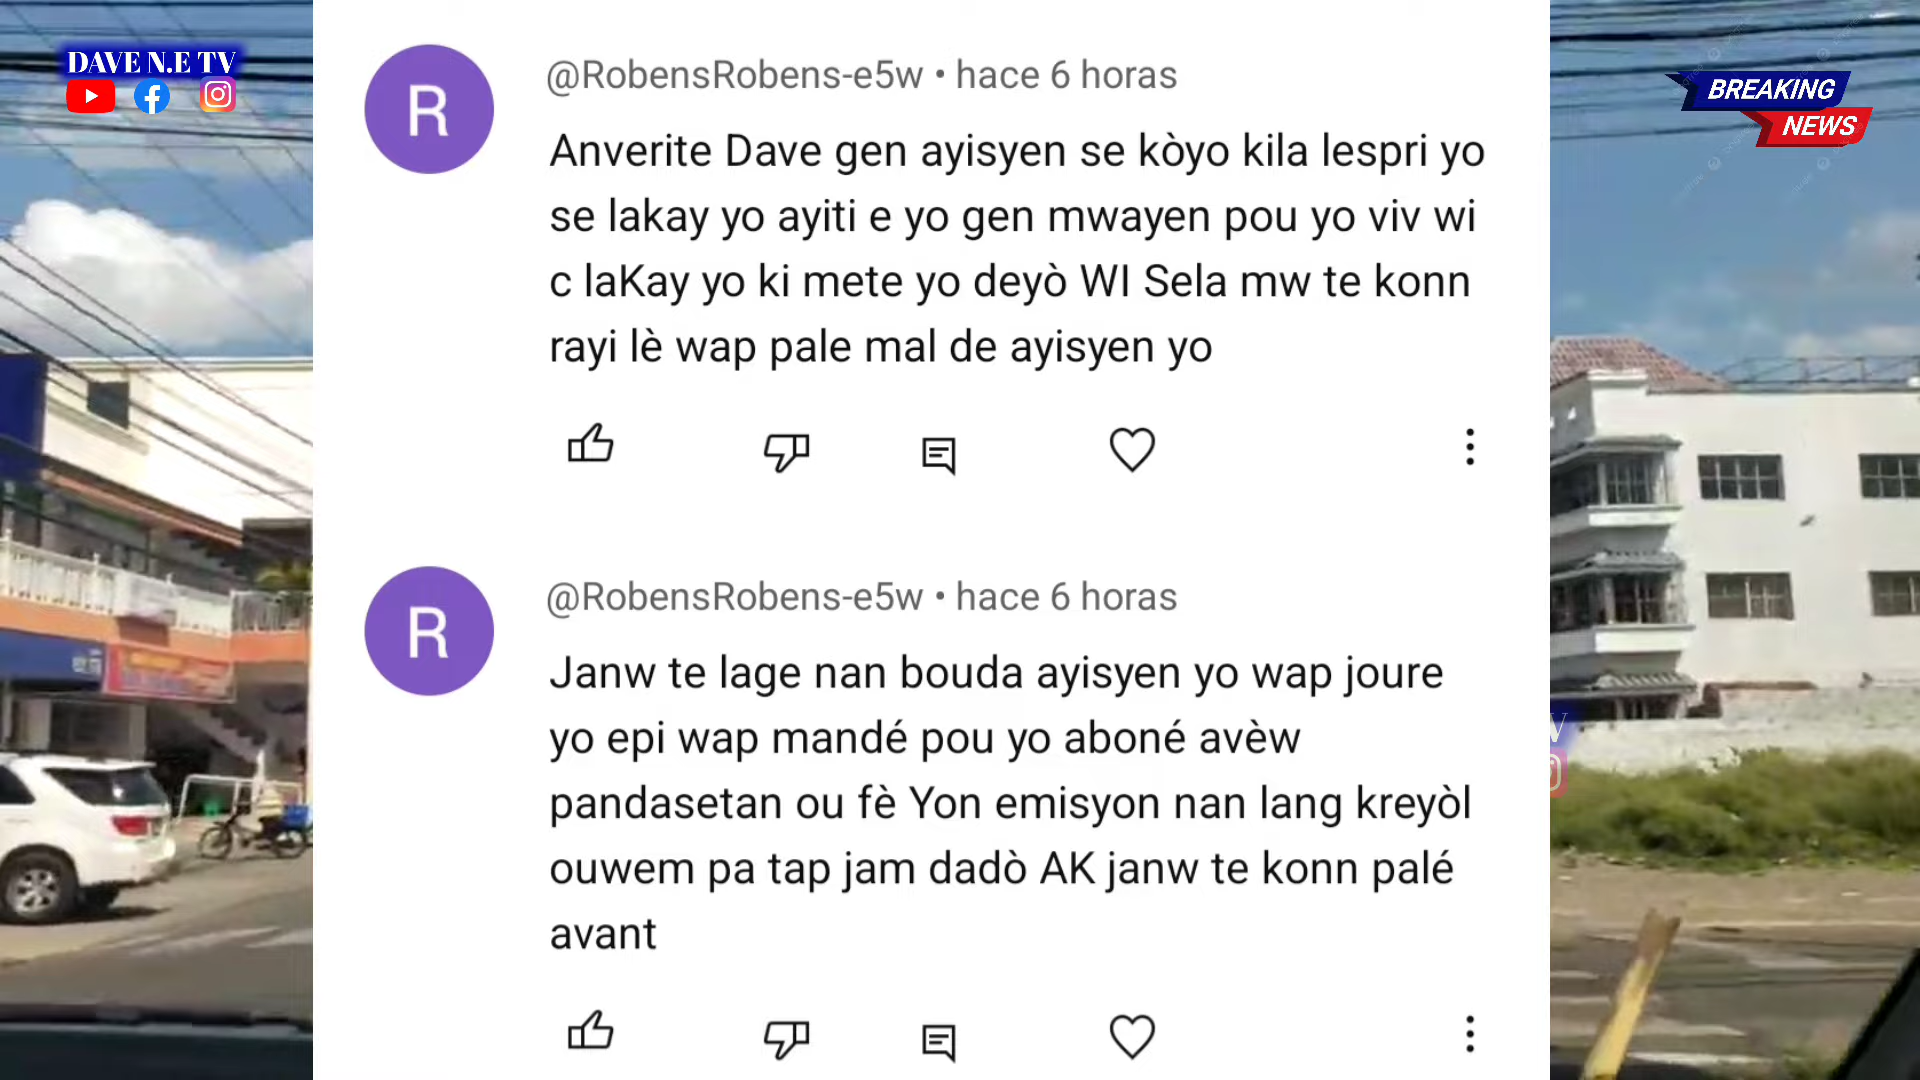 DAVE N.E TV
BREAKING
NEWS
R
@RobensRobens-e5w • hace 6 horas
Anverite Dave gen ayisyen se kòyo kila lespri yo
se lakay yo ayiti e yo gen mwayen pou yo viv wi
c laKay yo ki mete yo deyò WI Sela mw te konn
rayi lè wap pale mal de ayisyen yo
R
@RobensRobens-e5w • hace 6 horas
Janw te lage nan bouda ayisyen yo wap joure
yo epi wap mandé pou yo aboné avèw
pandasetan ou fè Yon emisyon nan lang kreyòl
ouwem pa tap jam dadò AK janw te konn palé
avant